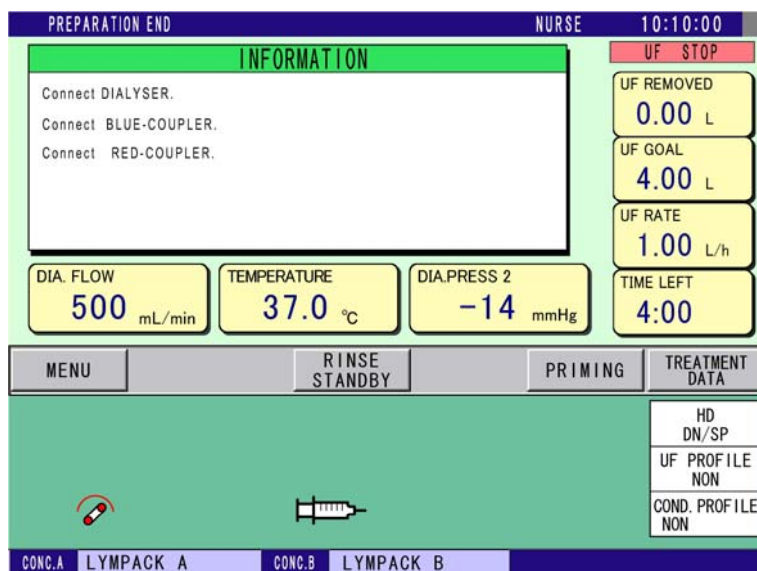 PREPARATION END NURSE 10:10:00
INFORMATION
Connect DIALYSER.
Connect BLUE-COUPLER.
Connect RED-COUPLER.
UF STOP
UF REMOVED
0.00 L
UF GOAL
4.00 L
UF RATE
1.00 L/h
TIME LEFT
4:00
DIA. FLOW
500 mL/min
TEMPERATURE
37.0 ℃
DIA.PRESS 2
−14 mmHg
MENU
RINSE
STANDBY
PRIMING
TREATMENT
DATA
HD
DN/SP
UF PROFILE
NON
COND. PROFILE
NON
CONC.A LYMPACK A CONC.B LYMPACK B